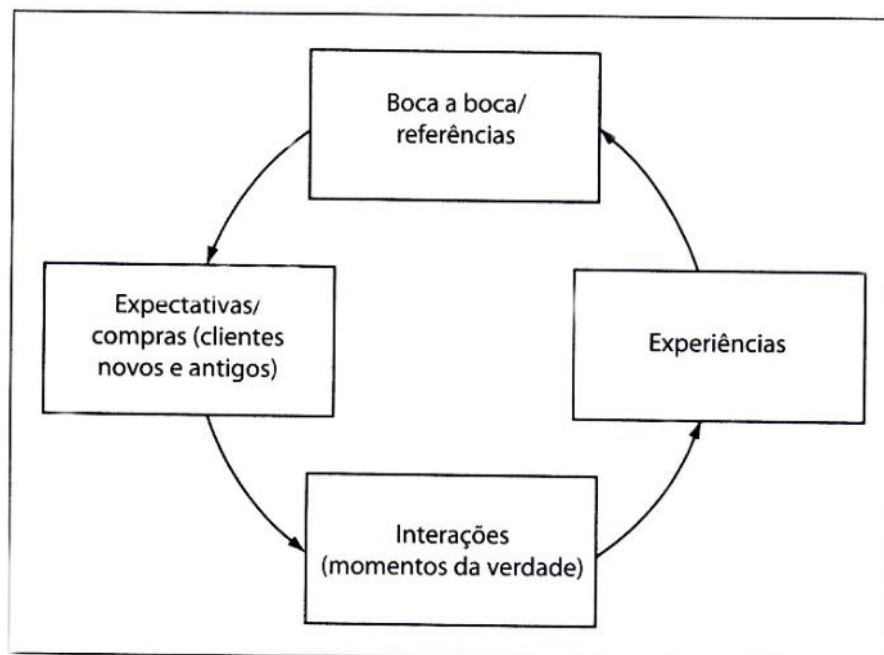 Boca a boca/
referências
Expectativas/
compras (clientes
novos e antigos)
Experiências
Interações
(momentos da verdade)